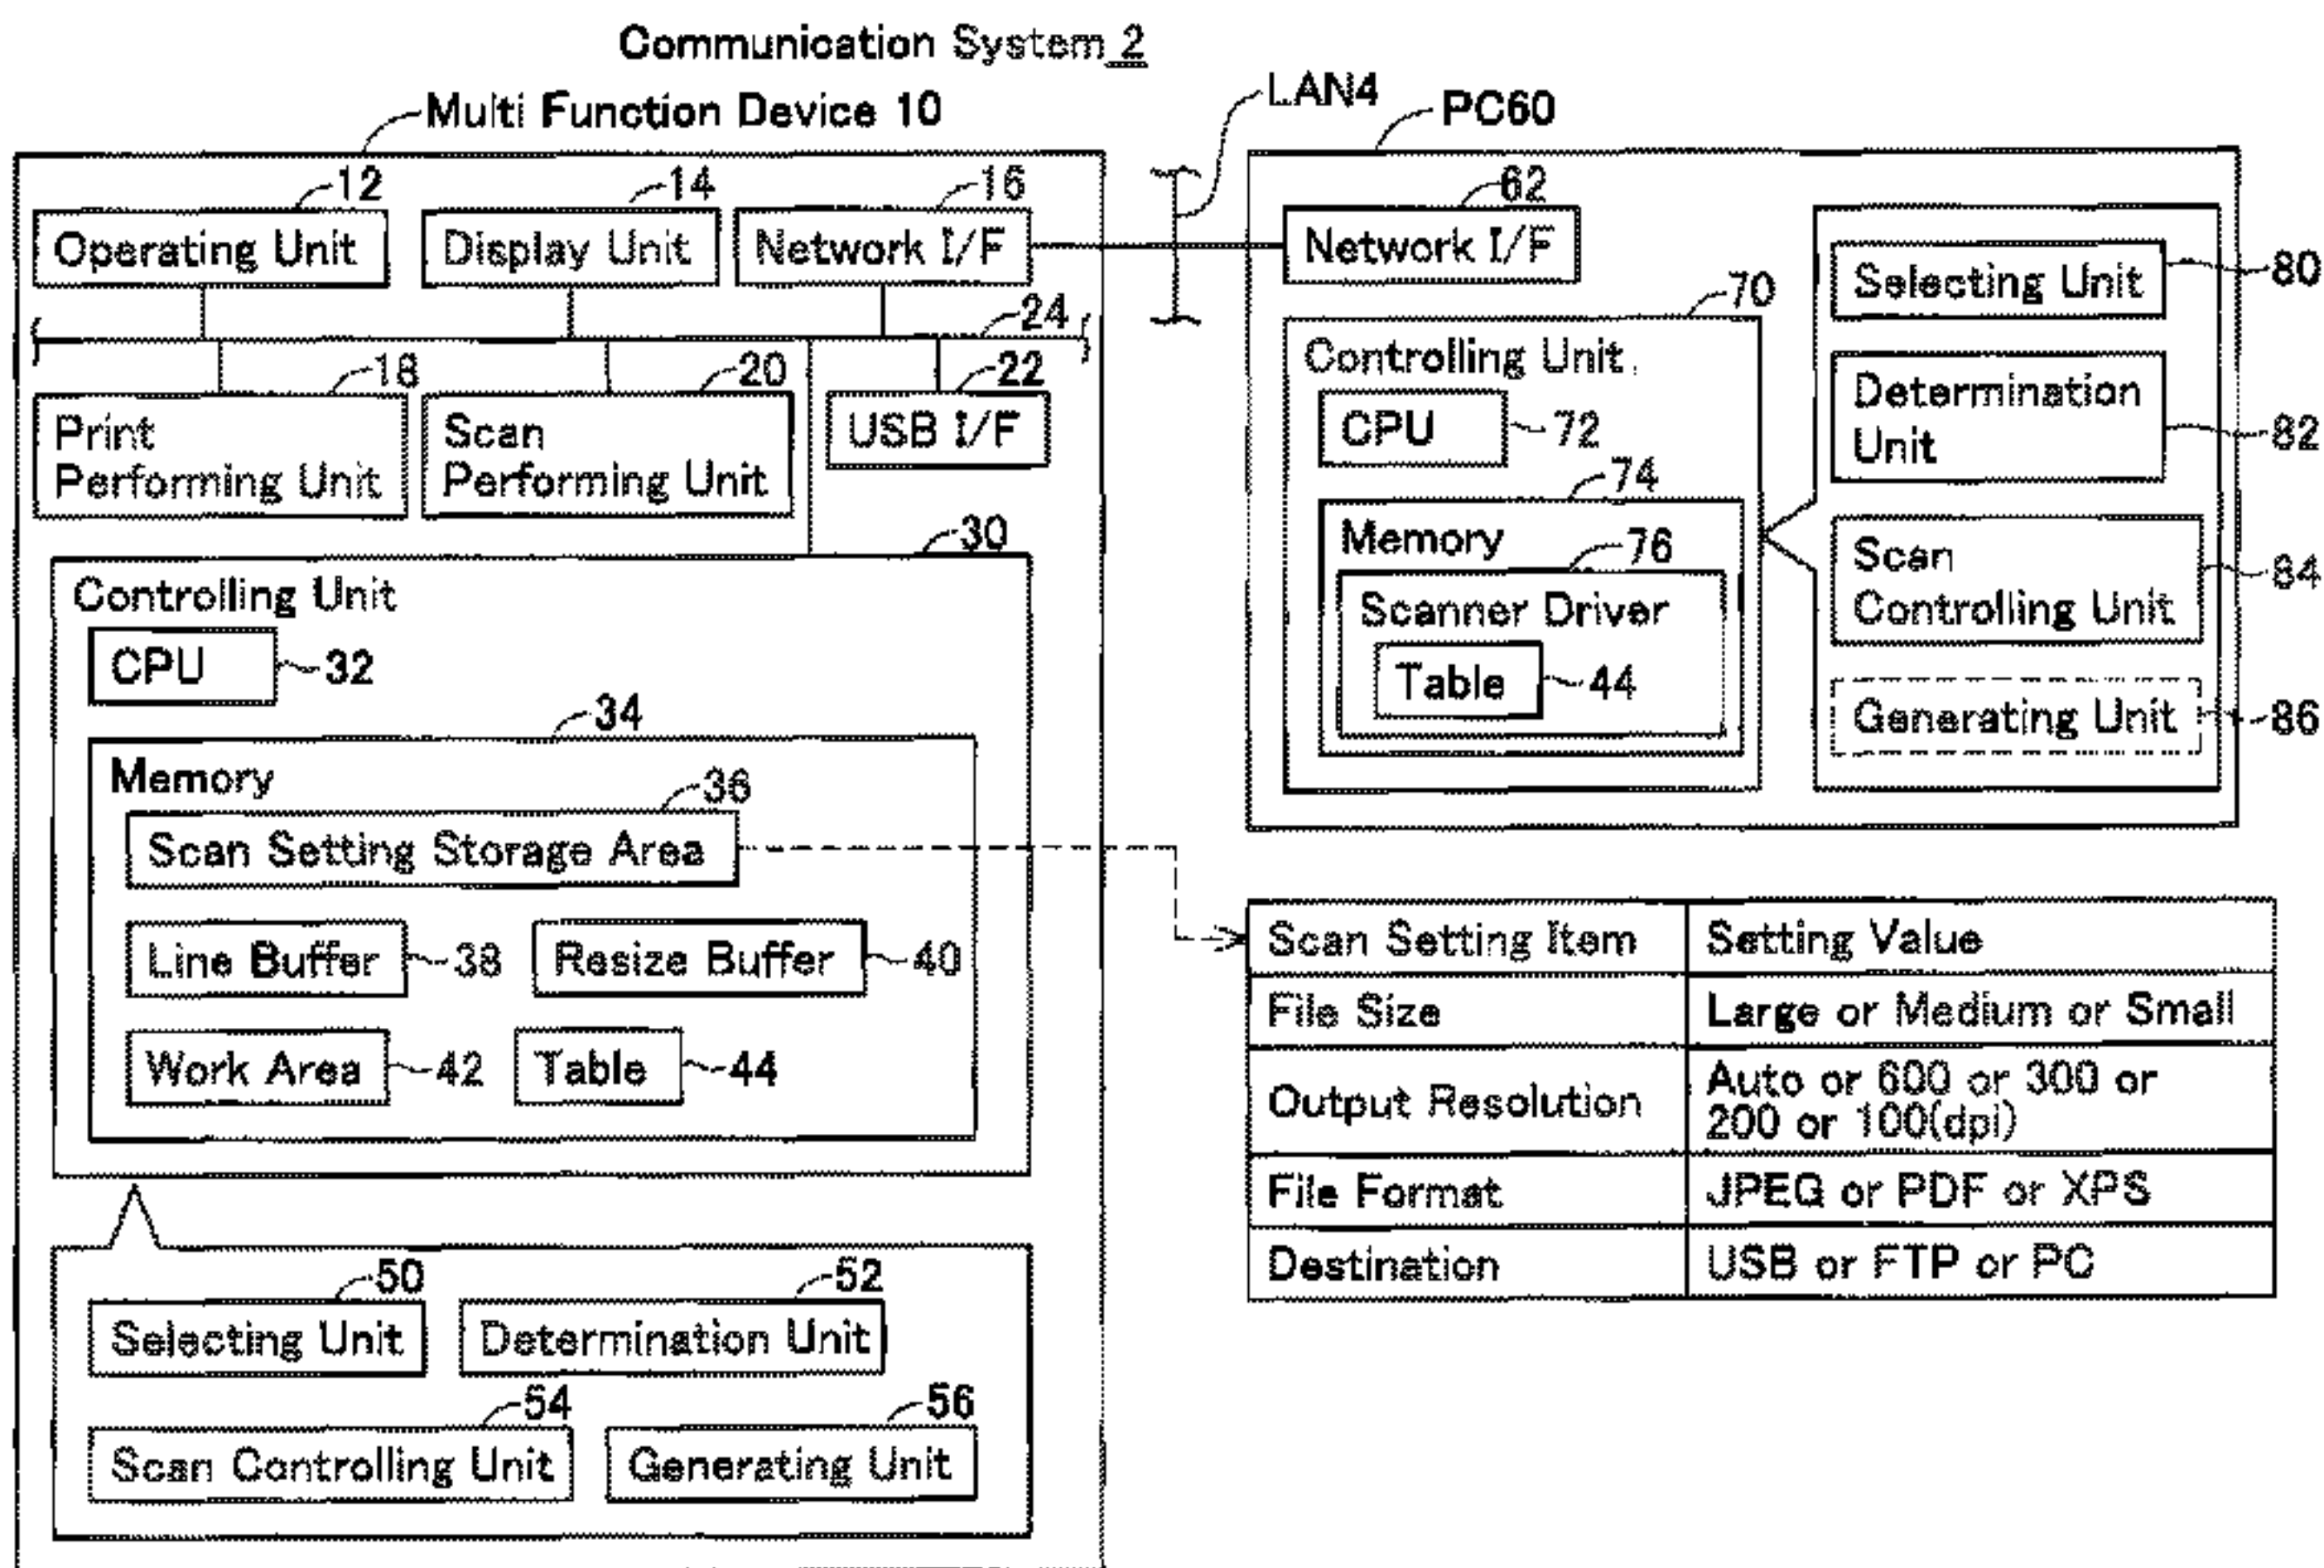 Communication System 2
Multi Function Device 10
LAN4
PC60
12
14
16
Operating Unit
Display Unit
Network I/F
24
18
20
22
Print
Performing Unit
Scan
Performing Unit
USB I/F
30
Controlling Unit
CPU
32
34
Memory
36
Scan Setting Storage Area
Line Buffer
38
Resize Buffer
40
Work Area
42
Table
44
50
52
Selecting Unit
Determination Unit
54
56
Scan Controlling Unit
Generating Unit
62
Network I/F
70
Controlling Unit
CPU
72
74
Memory
76
Scanner Driver
Table
44
Selecting Unit
80
Determination
Unit
82
Scan
Controlling Unit
84
Generating Unit
86
Scan Setting Item
Setting Value
File Size
Large or Medium or Small
Output Resolution
Auto or 600 or 300 or
200 or 100(dpi)
File Format
JPEG or PDF or XPS
Destination
USB or FTP or PC